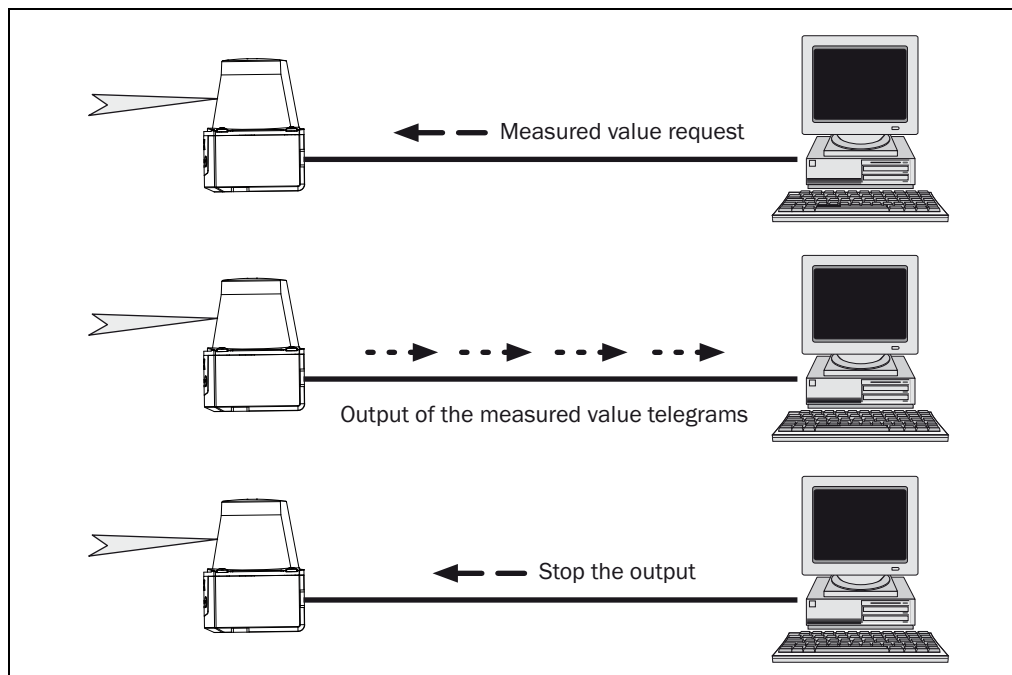 Measured value request
Output of the measured value telegrams
Stop the output